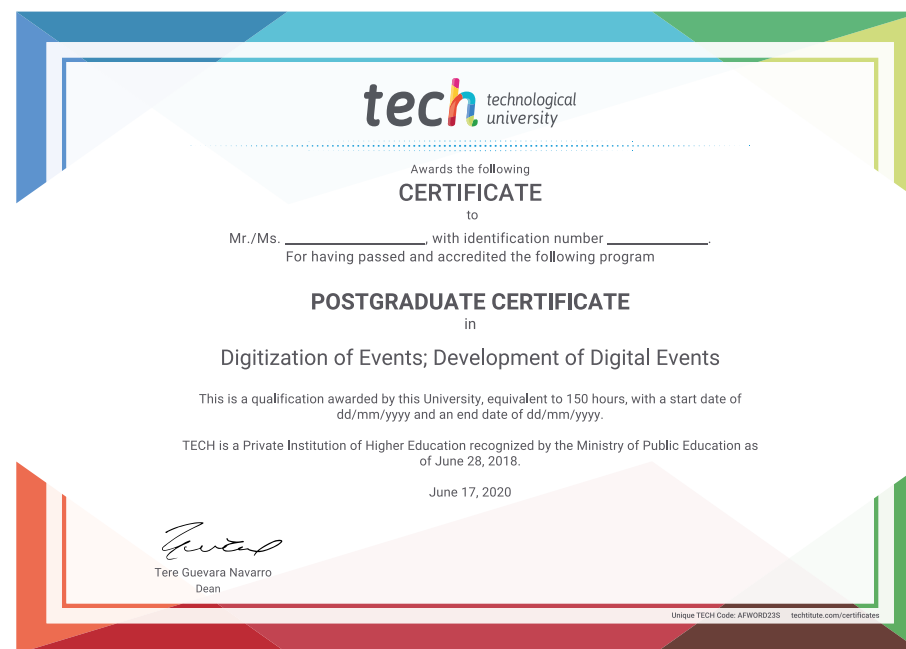 tech technological
university
Awards the following
CERTIFICATE
to
Mr./Ms. ____________________, with identification number ______________.
For having passed and accredited the following program
POSTGRADUATE CERTIFICATE
in
Digitization of Events; Development of Digital Events
This is a qualification awarded by this University, equivalent to 150 hours, with a start date of
dd/mm/yyyy and an end date of dd/mm/yyyy.
TECH is a Private Institution of Higher Education recognized by the Ministry of Public Education as
of June 28, 2018.
June 17, 2020
Tere Guevara Navarro
Dean
Unique TECH Code: AFWORD23S techtitute.com/certificates